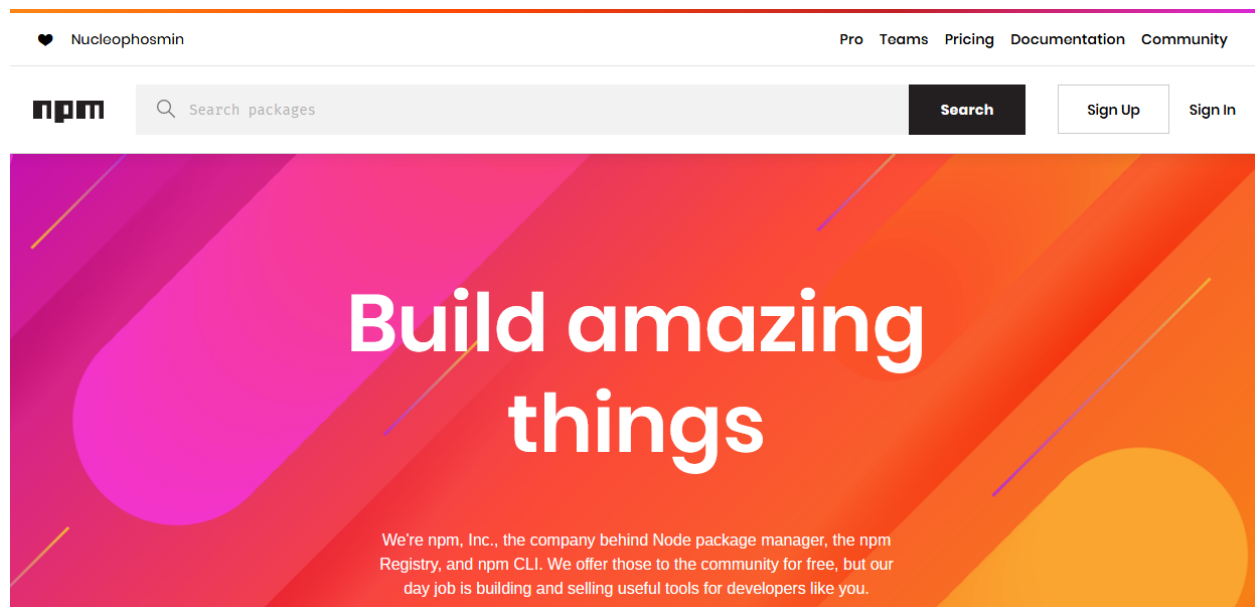 Nucleophosmin
Pro Teams Pricing Documentation Community
npm Search packages Search Sign Up Sign In
Build amazing
things
We're npm, Inc., the company behind Node package manager, the npm
Registry, and npm CLI. We offer those to the community for free, but our
day job is building and selling useful tools for developers like you.